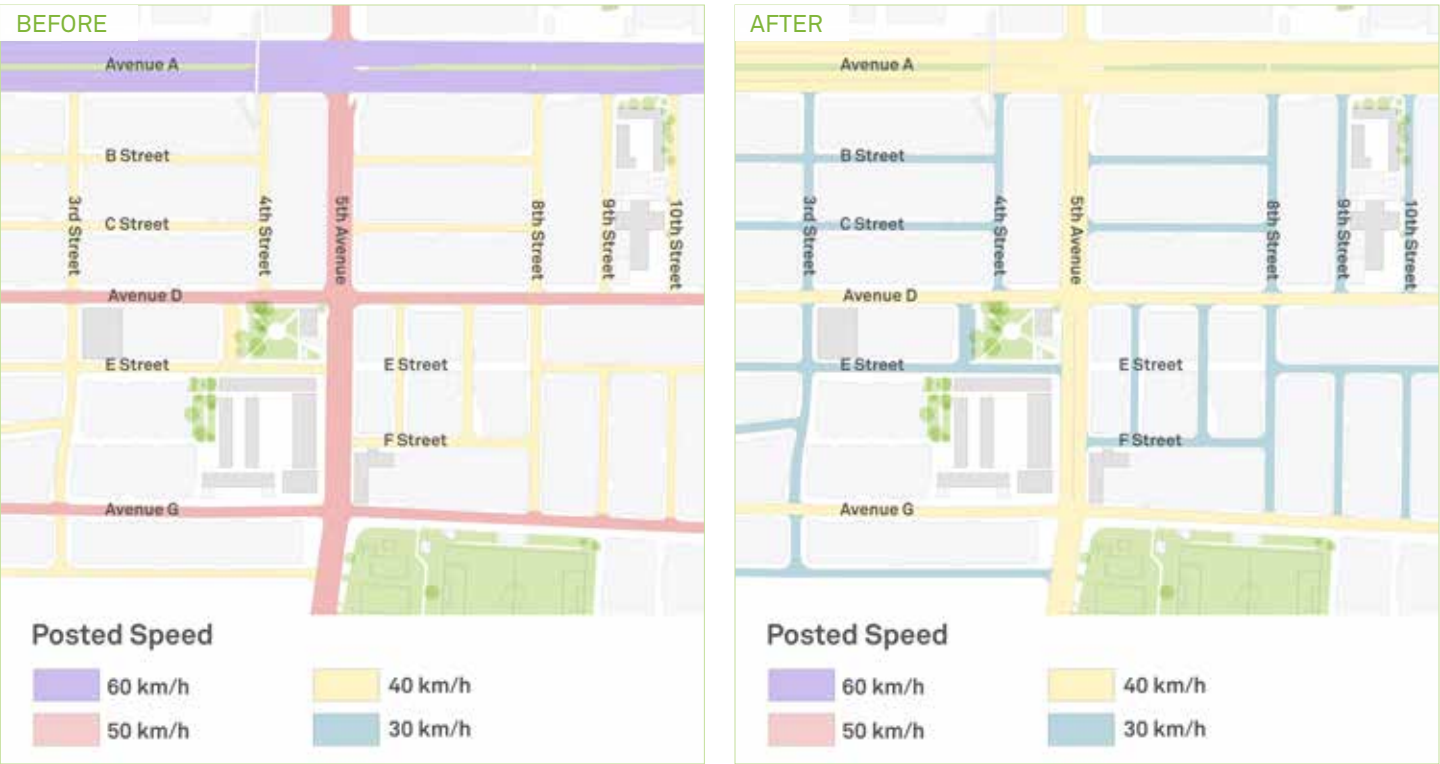 BEFORE
Avenue A
B Street
3rd Street
C Street
4th Street
5th Avenue
8th Street
9th Street
10th Street
Avenue D
E Street
E Street
F Street
Avenue G
Posted Speed
60 km/h
40 km/h
50 km/h
30 km/h
AFTER
Avenue A
B Street
3rd Street
C Street
4th Street
5th Avenue
8th Street
9th Street
10th Street
Avenue D
E Street
E Street
F Street
Avenue G
Posted Speed
60 km/h
40 km/h
50 km/h
30 km/h